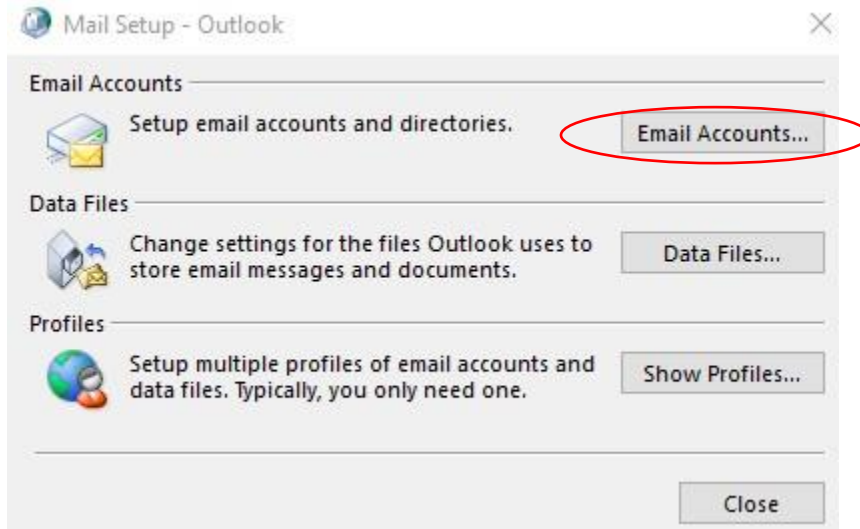 Mail Setup - Outlook
Email Accounts
Setup email accounts and directories.
Email Accounts...
Data Files
Change settings for the files Outlook uses to
store email messages and documents.
Data Files...
Profiles
Setup multiple profiles of email accounts and
data files. Typically, you only need one.
Show Profiles...
Close